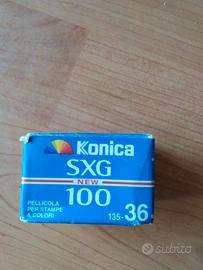 Konica
SXG
NEW
100
PELLICOLA
PER STAMPE
A COLORI
135-36
subito